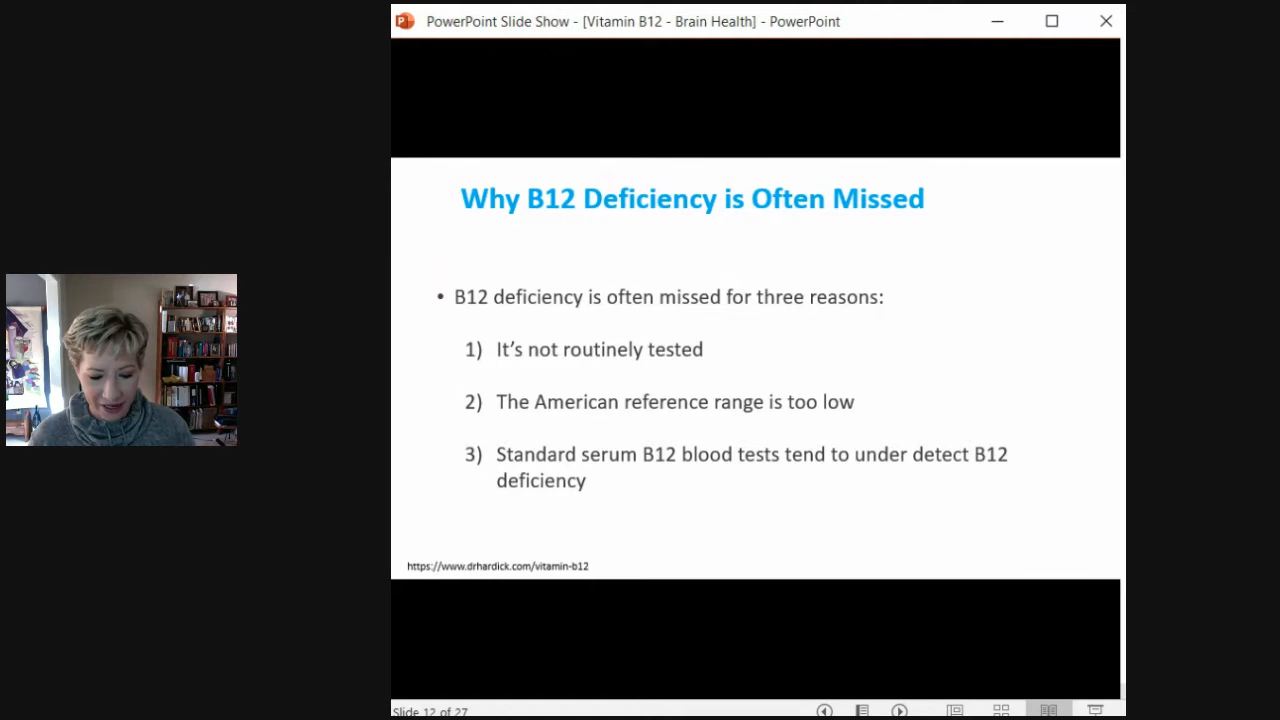 PowerPoint Slide Show - [Vitamin B12 - Brain Health] - PowerPoint
Why B12 Deficiency is Often Missed
• B12 deficiency is often missed for three reasons:
1) It’s not routinely tested
2) The American reference range is too low
3) Standard serum B12 blood tests tend to under detect B12
deficiency
https://www.drhardick.com/vitamin-b12
Slide 12 of 27